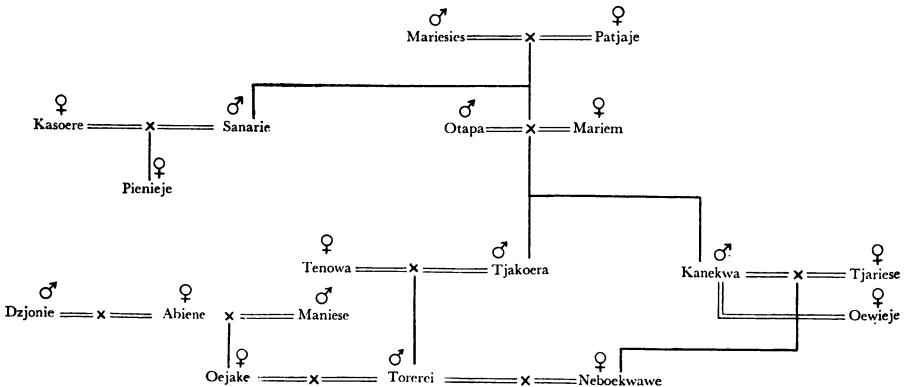 ♂ ♀
Mariesies × Patjaje
♀ ♂ ♂ ♀
Kasoere × Sanarie Otapa × Mariem
♀
Pienieje
♀ ♂ ♂ ♀
Tenowa × Tjakoera Kanekwa × Tjariese
♂ ♀ ♂ ♀
Dzjonie × Abiene × Maniese Oewieje
♀ ♂ ♀
Oejake × Torerei × Neboekwawe